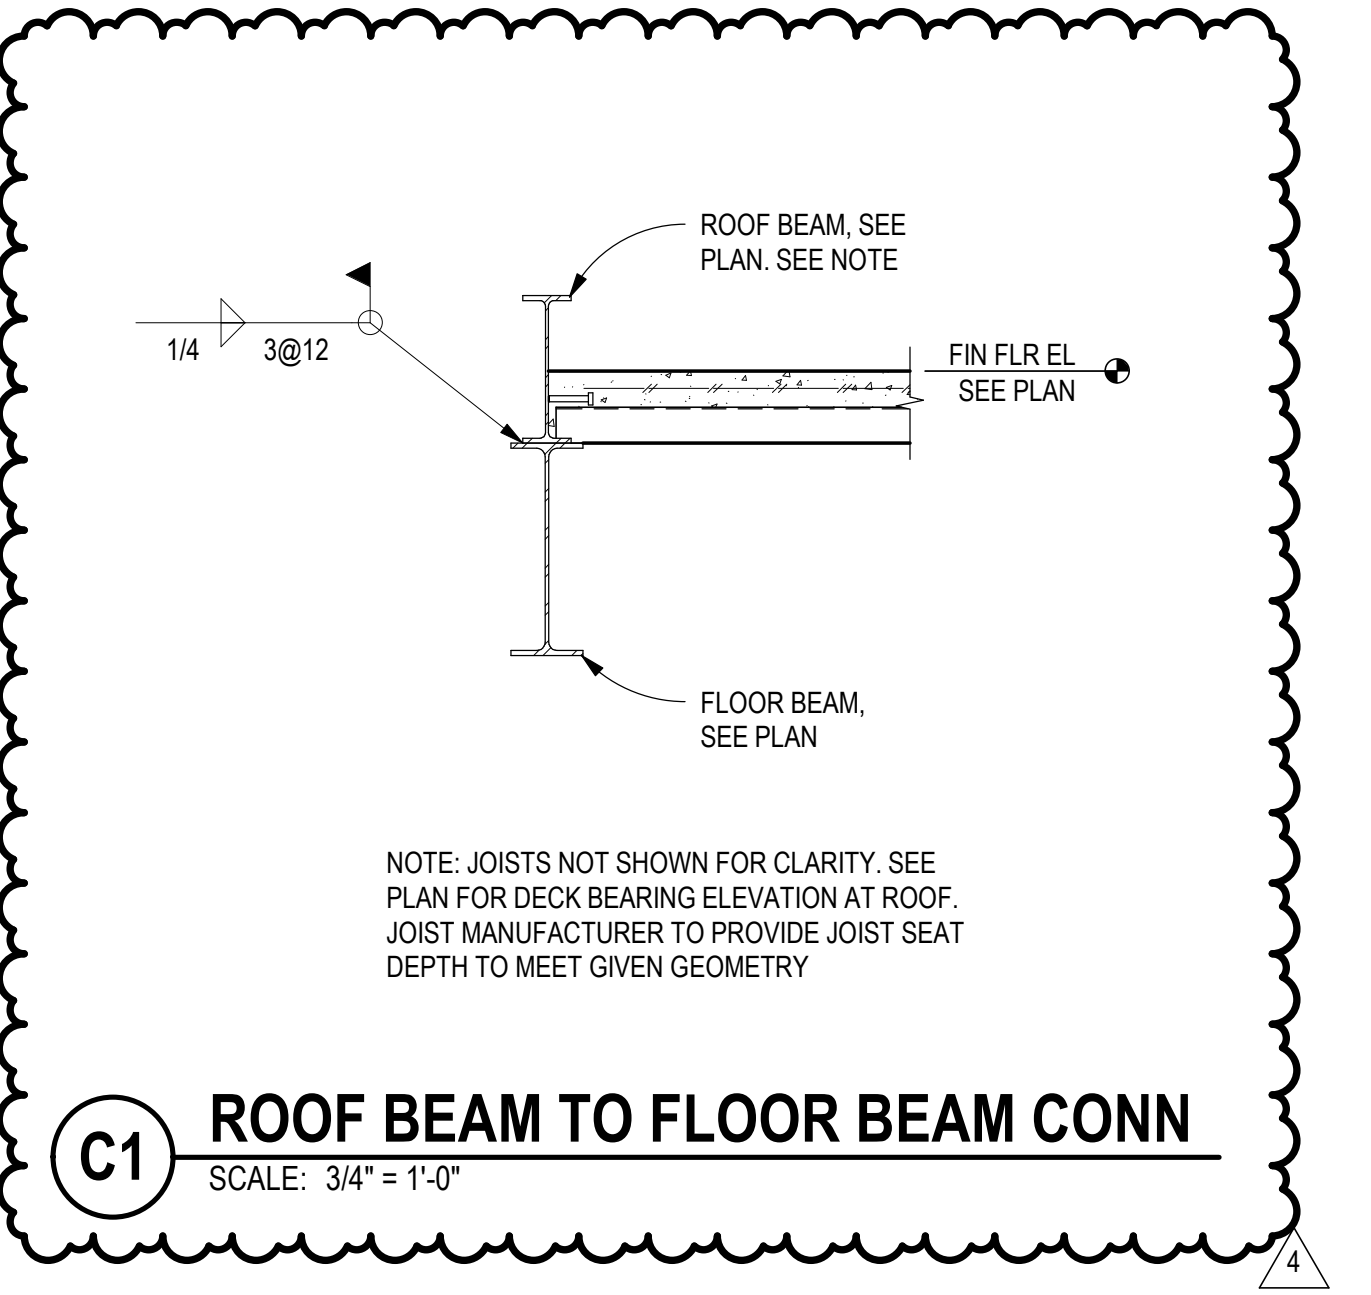 ROOF BEAM, SEE
PLAN. SEE NOTE
1/4
3@12
FIN FLR EL
SEE PLAN
FLOOR BEAM,
SEE PLAN
NOTE: JOISTS NOT SHOWN FOR CLARITY. SEE
PLAN FOR DECK BEARING ELEVATION AT ROOF.
JOIST MANUFACTURER TO PROVIDE JOIST SEAT
DEPTH TO MEET GIVEN GEOMETRY
C1
ROOF BEAM TO FLOOR BEAM CONN
SCALE: 3/4" = 1'-0"
4